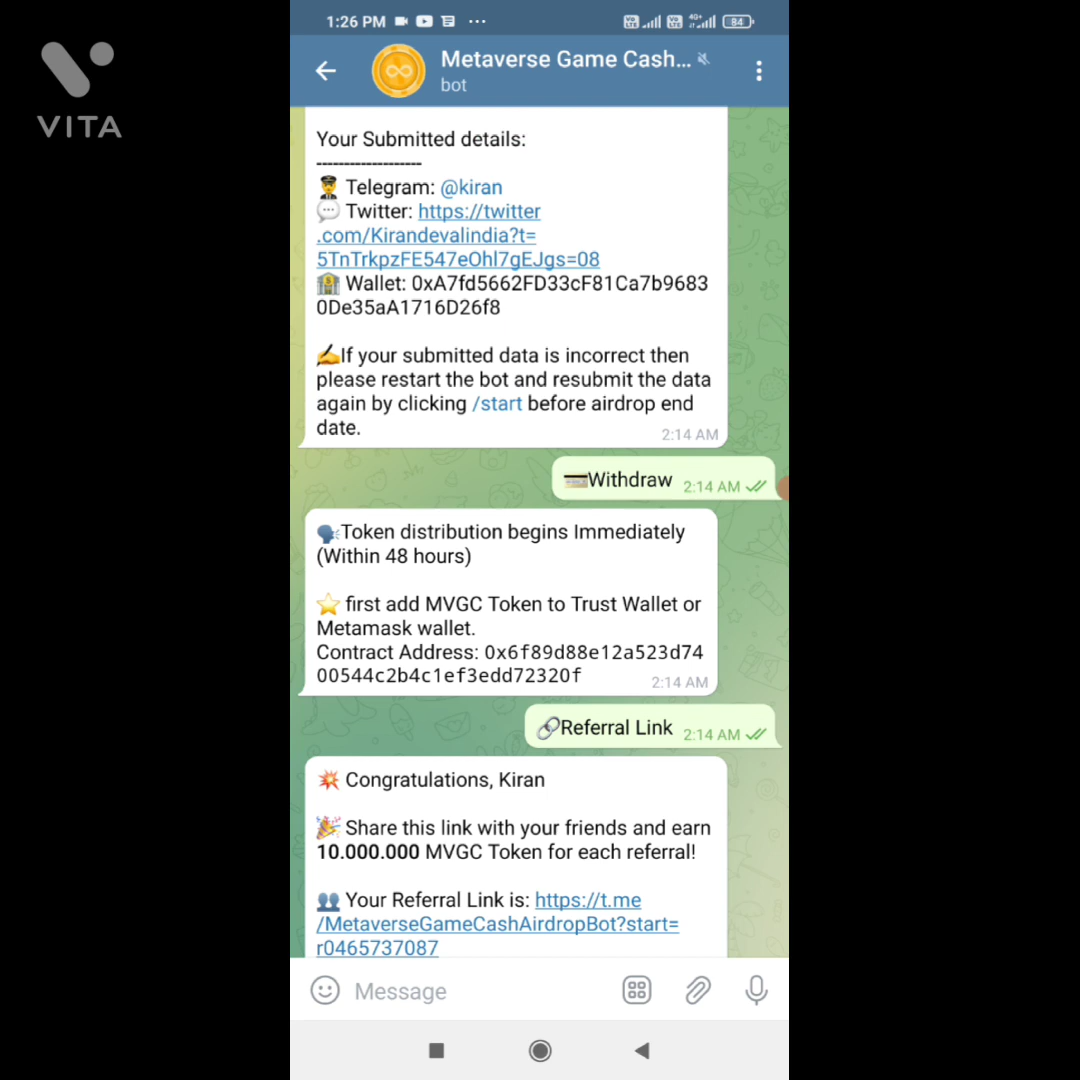 VITA
1:26 PM
84
Metaverse Game Cash...
bot
Your Submitted details:
-------------------
Telegram: @kiran
Twitter: https://twitter
.com/Kirandevalindia?t=
5TnTrkpzFE547eOhl7gEJgs=08
Wallet: 0xA7fd5662FD33cF81Ca7b9683
0De35aA1716D26f8
If your submitted data is incorrect then
please restart the bot and resubmit the data
again by clicking /start before airdrop end
date.
2:14 AM
Withdraw 2:14 AM
Token distribution begins Immediately
(Within 48 hours)
first add MVGC Token to Trust Wallet or
Metamask wallet.
Contract Address: 0x6f89d88e12a523d74
00544c2b4c1ef3edd72320f
2:14 AM
Referral Link 2:14 AM
Congratulations, Kiran
Share this link with your friends and earn
10.000.000 MVGC Token for each referral!
Your Referral Link is: https://t.me
/MetaverseGameCashAirdropBot?start=
r0465737087
Message